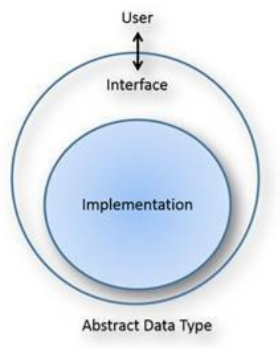 User
Interface
Implementation
Abstract Data Type